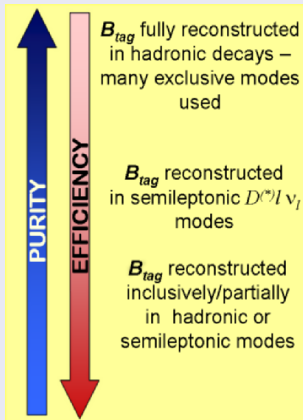 B_tag fully reconstructed
in hadronic decays –
many exclusive modes
used
PURITY
EFFICIENCY
B_tag reconstructed
in semileptonic D(*)l ν_l
modes
B_tag reconstructed
inclusively/partially
in hadronic or
semileptonic modes